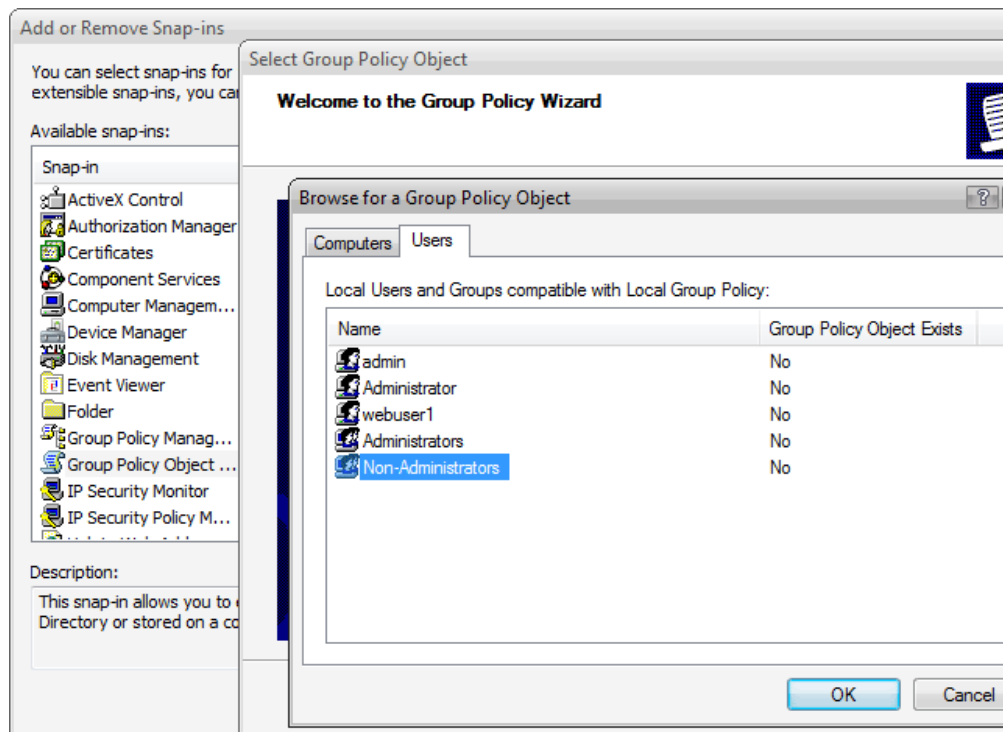 Add or Remove Snap-ins
You can select snap-ins for
extensible snap-ins, you ca
Available snap-ins:
Snap-in
ActiveX Control
Authorization Manager
Certificates
Component Services
Computer Managem...
Device Manager
Disk Management
Event Viewer
Folder
Group Policy Manag...
Group Policy Object ...
IP Security Monitor
IP Security Policy M...
Description:
This snap-in allows you to
Directory or stored on a co
Select Group Policy Object
Welcome to the Group Policy Wizard
Browse for a Group Policy Object
?
Computers
Users
Local Users and Groups compatible with Local Group Policy:
Name Group Policy Object Exists
admin No
Administrator No
webuser1 No
Administrators No
Non-Administrators No
OK Cancel